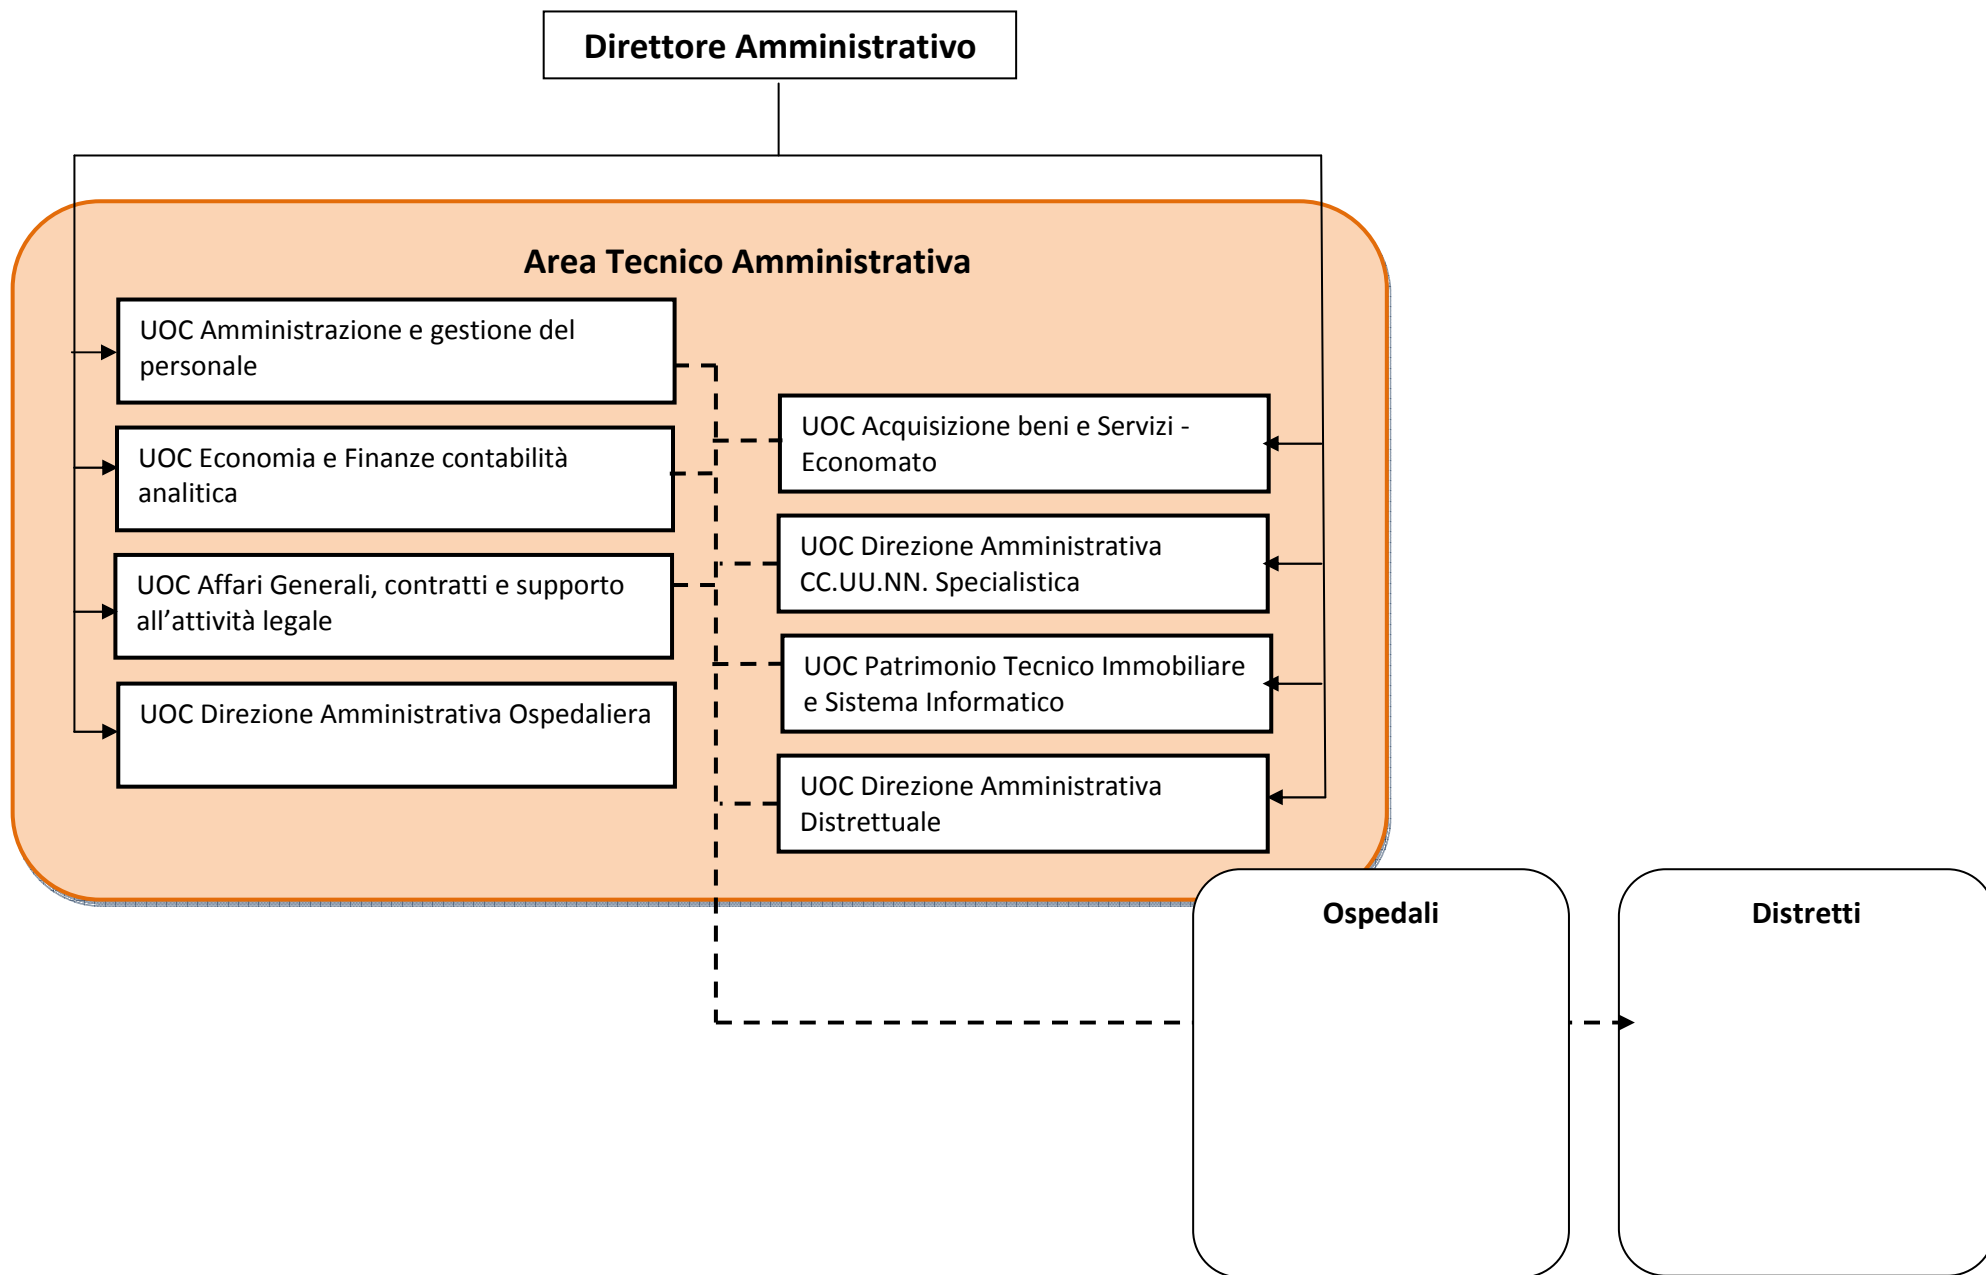 Direttore Amministrativo
Area Tecnico Amministrativa
UOC Amministrazione e gestione del
personale
UOC Economia e Finanze contabilità
analitica
UOC Affari Generali, contratti e supporto
all’attività legale
UOC Direzione Amministrativa Ospedaliera
UOC Acquisizione beni e Servizi -
Economato
UOC Direzione Amministrativa
CC.UU.NN. Specialistica
UOC Patrimonio Tecnico Immobiliare
e Sistema Informatico
UOC Direzione Amministrativa
Distrettuale
Ospedali
Distretti